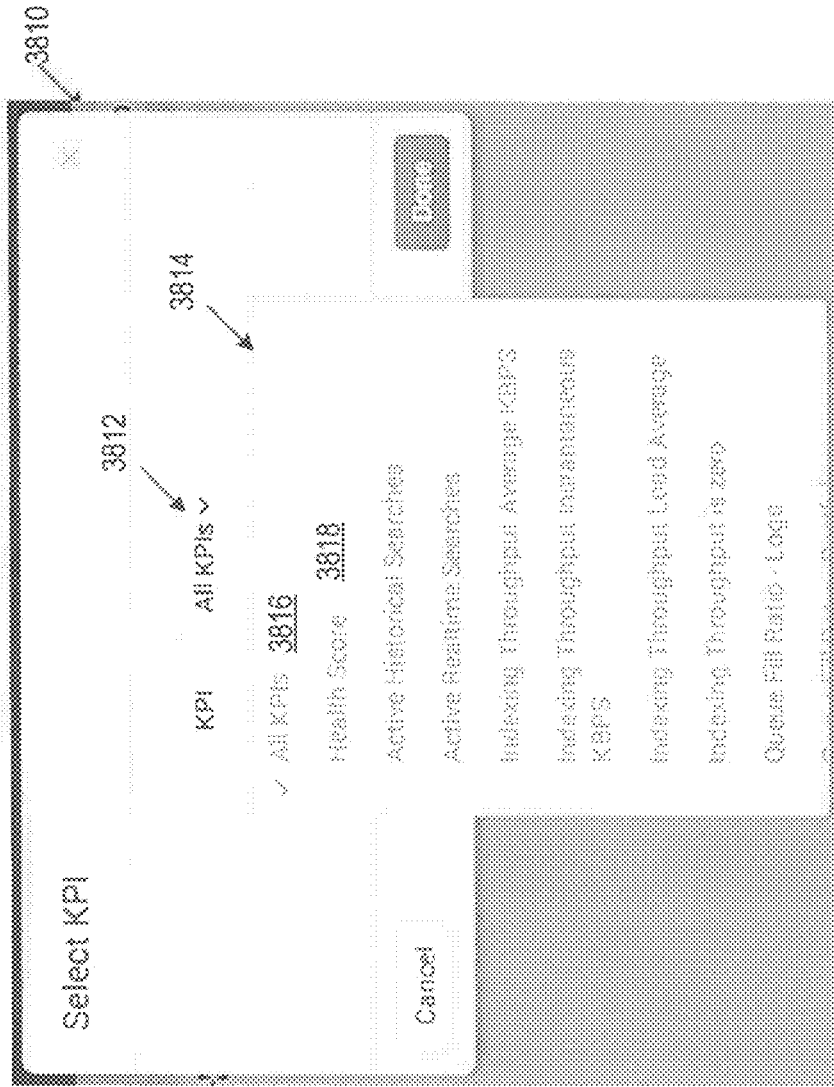 3810
Select KPI
3812
3814
KPI All KPIs
All KPIs 3816
Health Score 3818
Active Historical Searches
Active Realtime Searches
Indexing Throughput Average KBPS
Indexing Throughput Instantaneous
KBPS
Indexing Throughput Load Average
Indexing Throughput is zero
Queue Fill Ratio - Logs
Cancel
Done